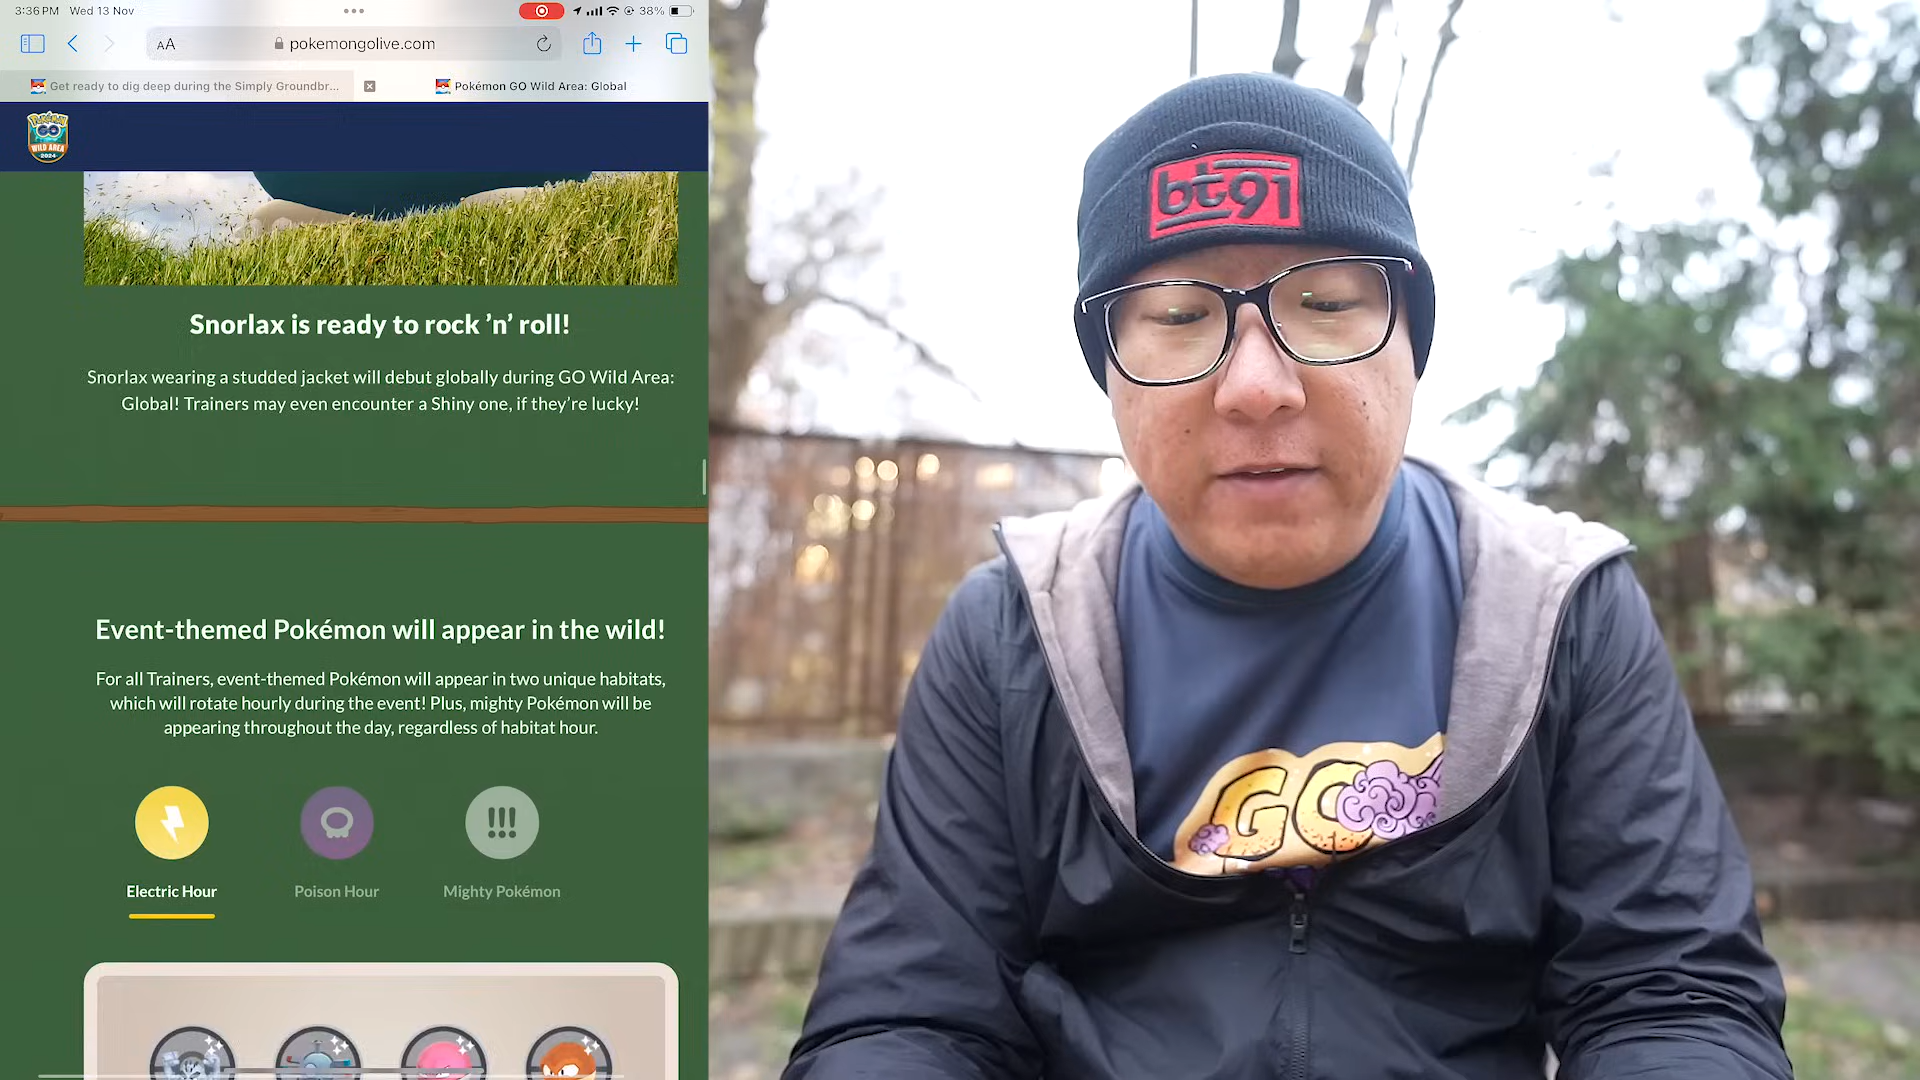 3:36 PM Wed 13 Nov
38%
AA
pokemongolive.com
Get ready to dig deep during the Simply Groundbr...
Pokémon GO Wild Area: Global
Pokémon
GO
WILD AREA
2024
Snorlax is ready to rock ’n’ roll!
Snorlax wearing a studded jacket will debut globally during GO Wild Area:
Global! Trainers may even encounter a Shiny one, if they’re lucky!
Event-themed Pokémon will appear in the wild!
For all Trainers, event-themed Pokémon will appear in two unique habitats,
which will rotate hourly during the event! Plus, mighty Pokémon will be
appearing throughout the day, regardless of habitat hour.
!!!
Electric Hour
Poison Hour
Mighty Pokémon
bt91
GO